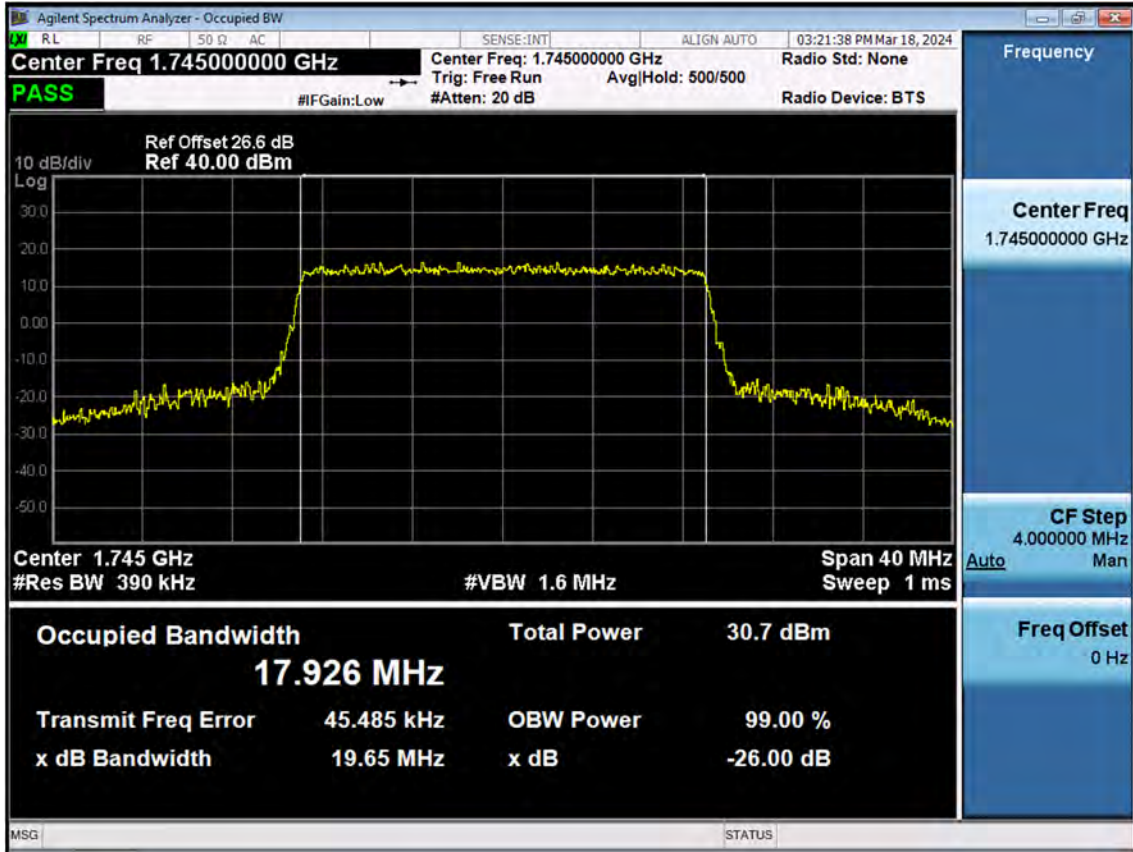 Agilent Spectrum Analyzer - Occupied BW
LXI RL RF 50 Ω AC SENSE:INT ALIGN AUTO 03:21:38 PM Mar 18, 2024
Center Freq 1.745000000 GHz
PASS
#IFGain:Low
Center Freq: 1.745000000 GHz
Trig: Free Run Avg|Hold: 500/500
#Atten: 20 dB
Radio Std: None
Radio Device: BTS
Frequency
Ref Offset 26.6 dB
10 dB/div Ref 40.00 dBm
Log
30.0
20.0
10.0
0.00
-10.0
-20.0
-30.0
-40.0
-50.0
Center Freq
1.745000000 GHz
CF Step
4.000000 MHz
Auto Man
Freq Offset
0 Hz
Center 1.745 GHz Span 40 MHz
#Res BW 390 kHz #VBW 1.6 MHz Sweep 1 ms
Occupied Bandwidth Total Power 30.7 dBm
17.926 MHz
Transmit Freq Error 45.485 kHz OBW Power 99.00 %
x dB Bandwidth 19.65 MHz x dB -26.00 dB
MSG STATUS